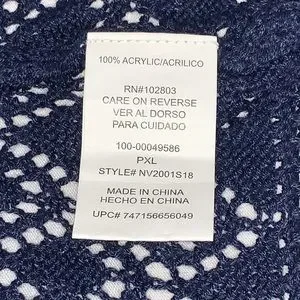 100% ACRYLIC/ACRILICO
RN#102803
CARE ON REVERSE
VER AL DORSO
PARA CUIDADO
100-00049586
PXL
STYLE# NV2001S18
MADE IN CHINA
HECHO EN CHINA
UPC# 747156656049